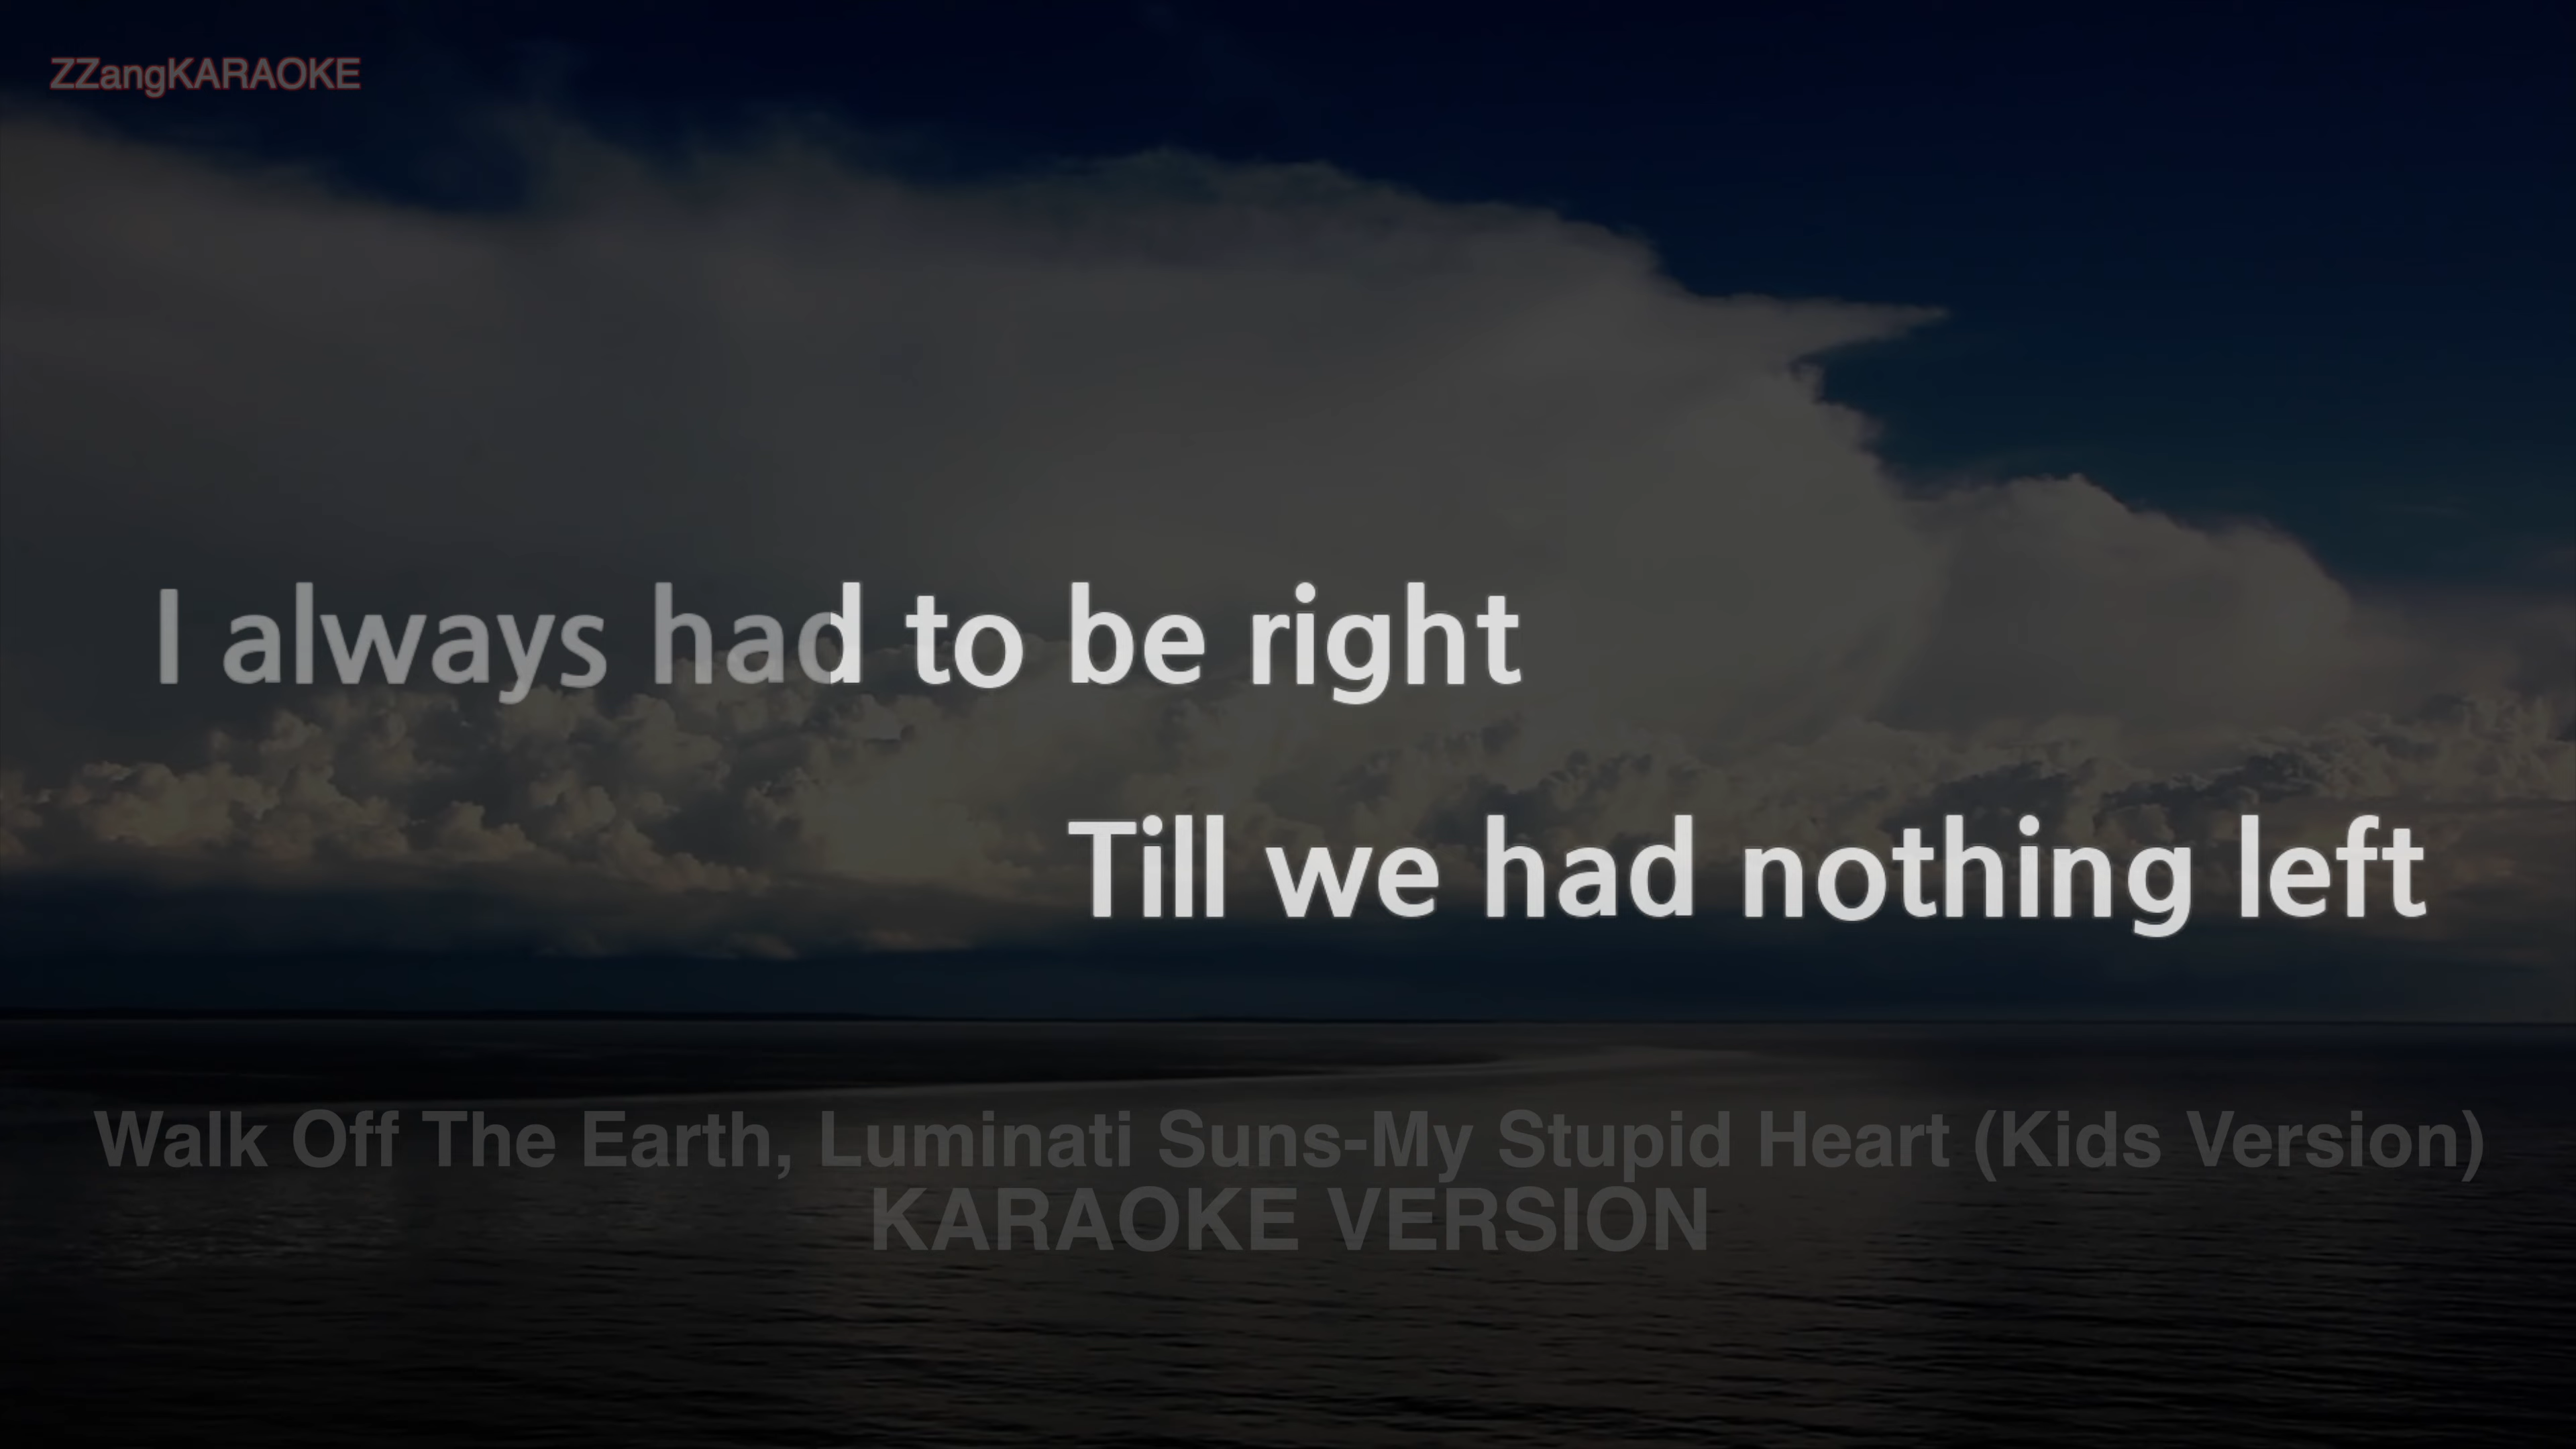 ZZangKARAOKE
I always had to be right
Till we had nothing left
Walk Off The Earth, Luminati Suns-My Stupid Heart (Kids Version)
KARAOKE VERSION